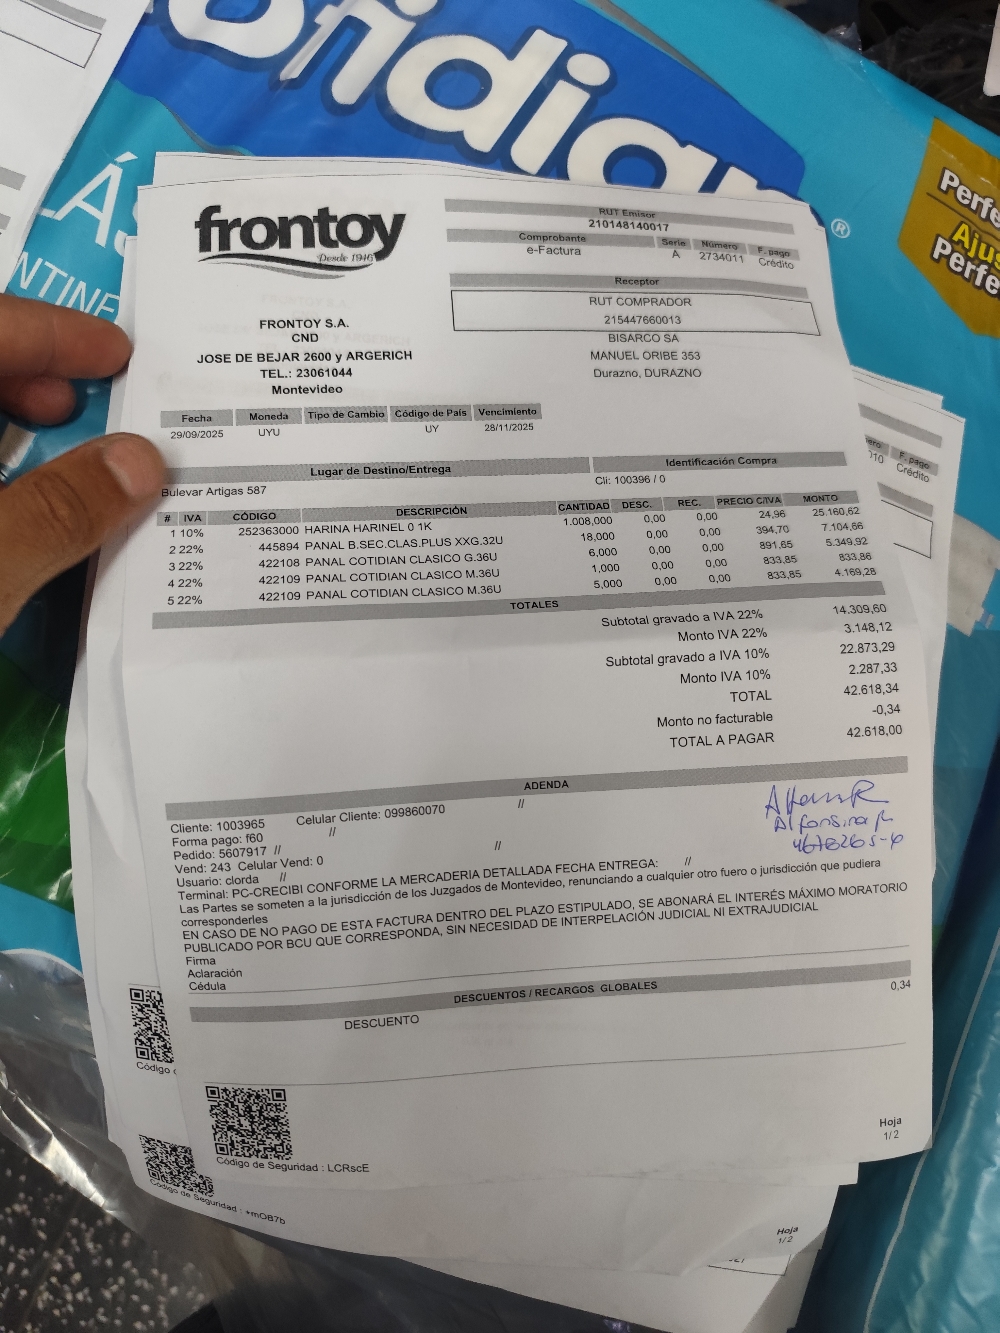 Cotidian
Perfe
Ajus
Perfe
®
frontoy
Desde 1946
RUT Emisor
210148140017
Comprobante Serie Número F. pago
e-Factura A 2734011 Crédito
Receptor
RUT COMPRADOR
215447660013
BISARCO SA
MANUEL ORIBE 353
Durazno, DURAZNO
FRONTOY S.A.
CND
JOSE DE BEJAR 2600 y ARGERICH
TEL.: 23061044
Montevideo
Fecha Moneda Tipo de Cambio Código de País Vencimiento
29/09/2025 UYU UY 28/11/2025
Lugar de Destino/Entrega Identificación Compra
Bulevar Artigas 587 Cli: 100396 / 0
# IVA CÓDIGO DESCRIPCIÓN CANTIDAD DESC. REC. PRECIO C/IVA MONTO
1 10% 252363000 HARINA HARINEL 0 1K 1.008,000 0,00 0,00 24,96 25.160,62
2 22% 445894 PANAL B.SEC.CLAS.PLUS XXG.32U 18,000 0,00 0,00 394,70 7.104,66
3 22% 422108 PANAL COTIDIAN CLASICO G.36U 6,000 0,00 0,00 891,65 5.349,92
4 22% 422109 PANAL COTIDIAN CLASICO M.36U 1,000 0,00 0,00 833,85 833,86
5 22% 422109 PANAL COTIDIAN CLASICO M.36U 5,000 0,00 0,00 833,85 4.169,28
TOTALES
Subtotal gravado a IVA 22% 14.309,60
Monto IVA 22% 3.148,12
Subtotal gravado a IVA 10% 22.873,29
Monto IVA 10% 2.287,33
TOTAL 42.618,34
Monto no facturable -0,34
TOTAL A PAGAR 42.618,00
ADENDA
Cliente: 1003965 Celular Cliente: 099860070 //
Forma pago: f60 //
Pedido: 5607917 // //
Vend: 243 Celular Vend: 0
Usuario: clorda //
Terminal: PC-CRECIBI CONFORME LA MERCADERIA DETALLADA FECHA ENTREGA: //
Las Partes se someten a la jurisdicción de los Juzgados de Montevideo, renunciando a cualquier otro fuero o jurisdicción que pudiera
corresponderles
EN CASO DE NO PAGO DE ESTA FACTURA DENTRO DEL PLAZO ESTIPULADO, SE ABONARÁ EL INTERÉS MÁXIMO MORATORIO
PUBLICADO POR BCU QUE CORRESPONDA, SIN NECESIDAD DE INTERPELACIÓN JUDICIAL NI EXTRAJUDICIAL
Firma
Aclaración
Cédula
DESCUENTOS / RECARGOS GLOBALES
DESCUENTO 0,34
Código de Seguridad : LCRscE
Hoja
1/2
Código de Seguridad : *mOB7b
Hoja
1/2
F. pago
Crédito